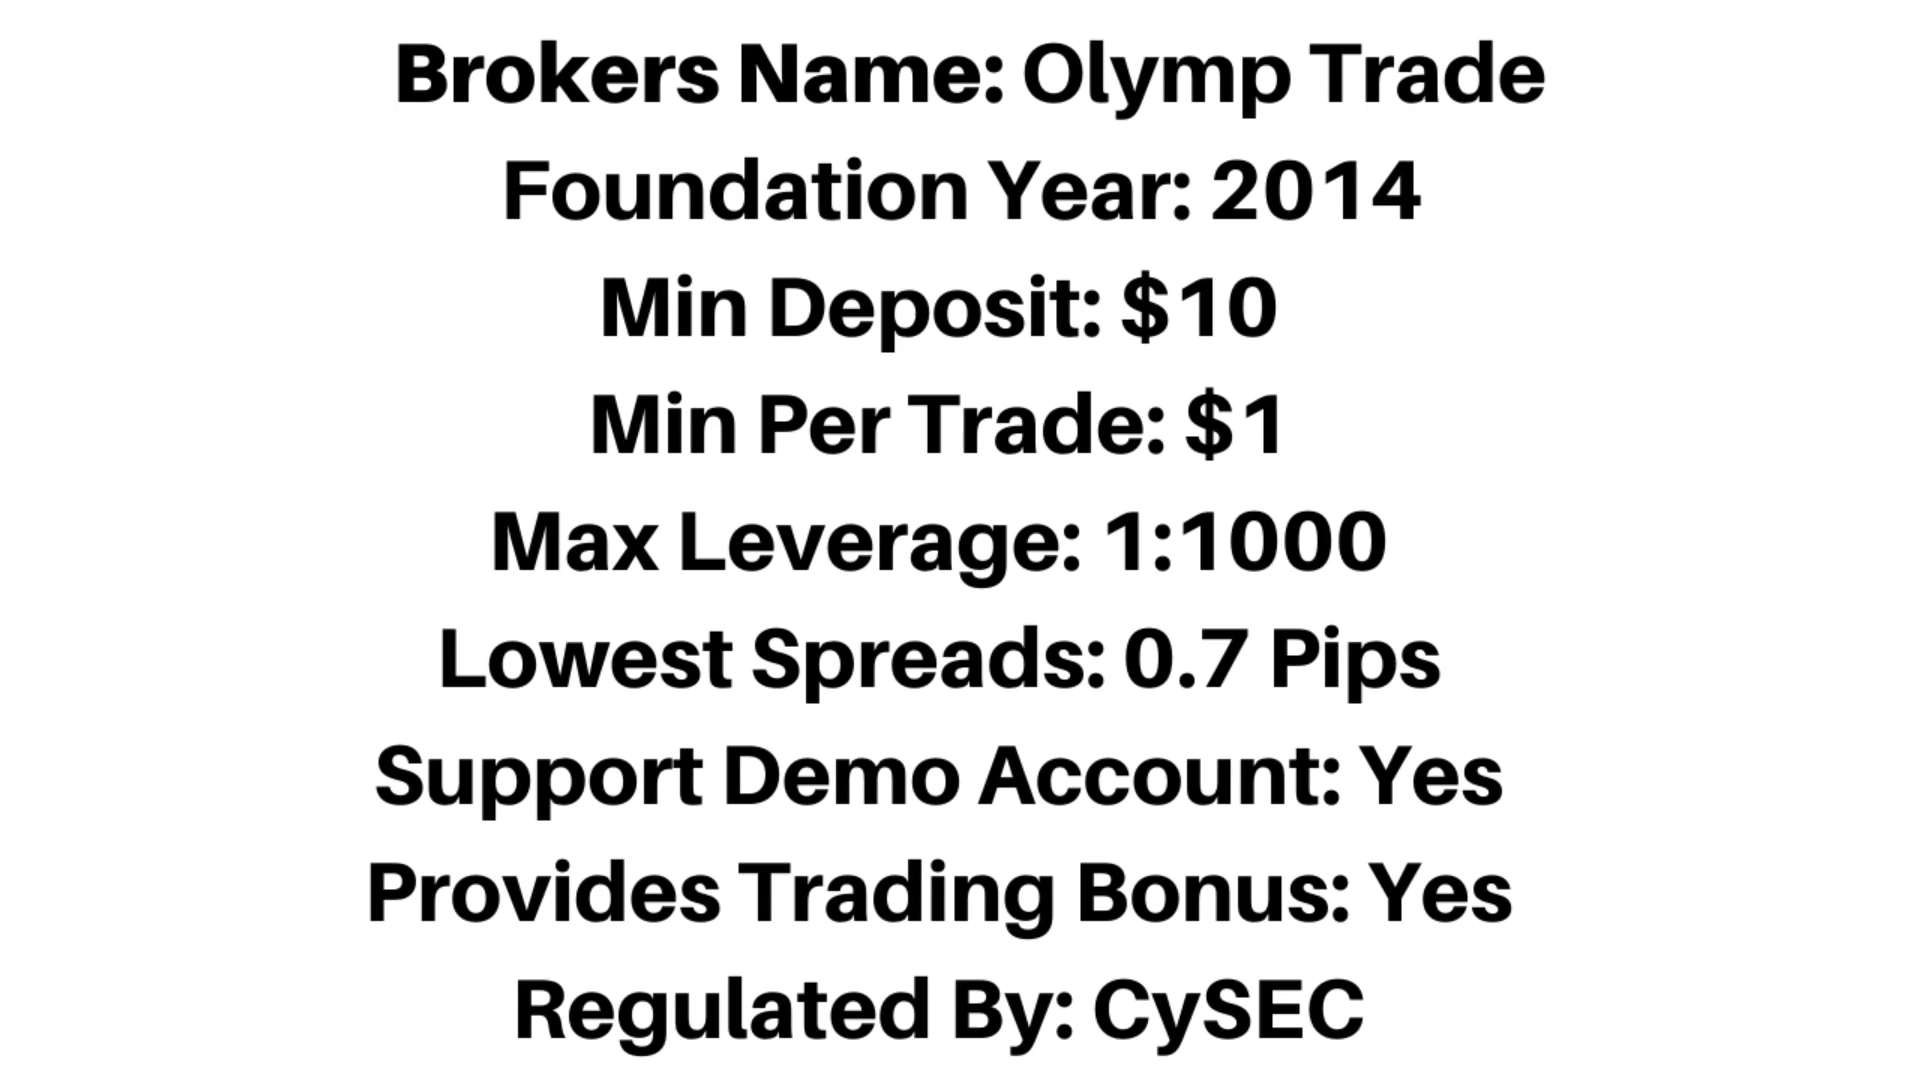 Brokers Name: Olymp Trade
Foundation Year: 2014
Min Deposit: $10
Min Per Trade: $1
Max Leverage: 1:1000
Lowest Spreads: 0.7 Pips
Support Demo Account: Yes
Provides Trading Bonus: Yes
Regulated By: CySEC